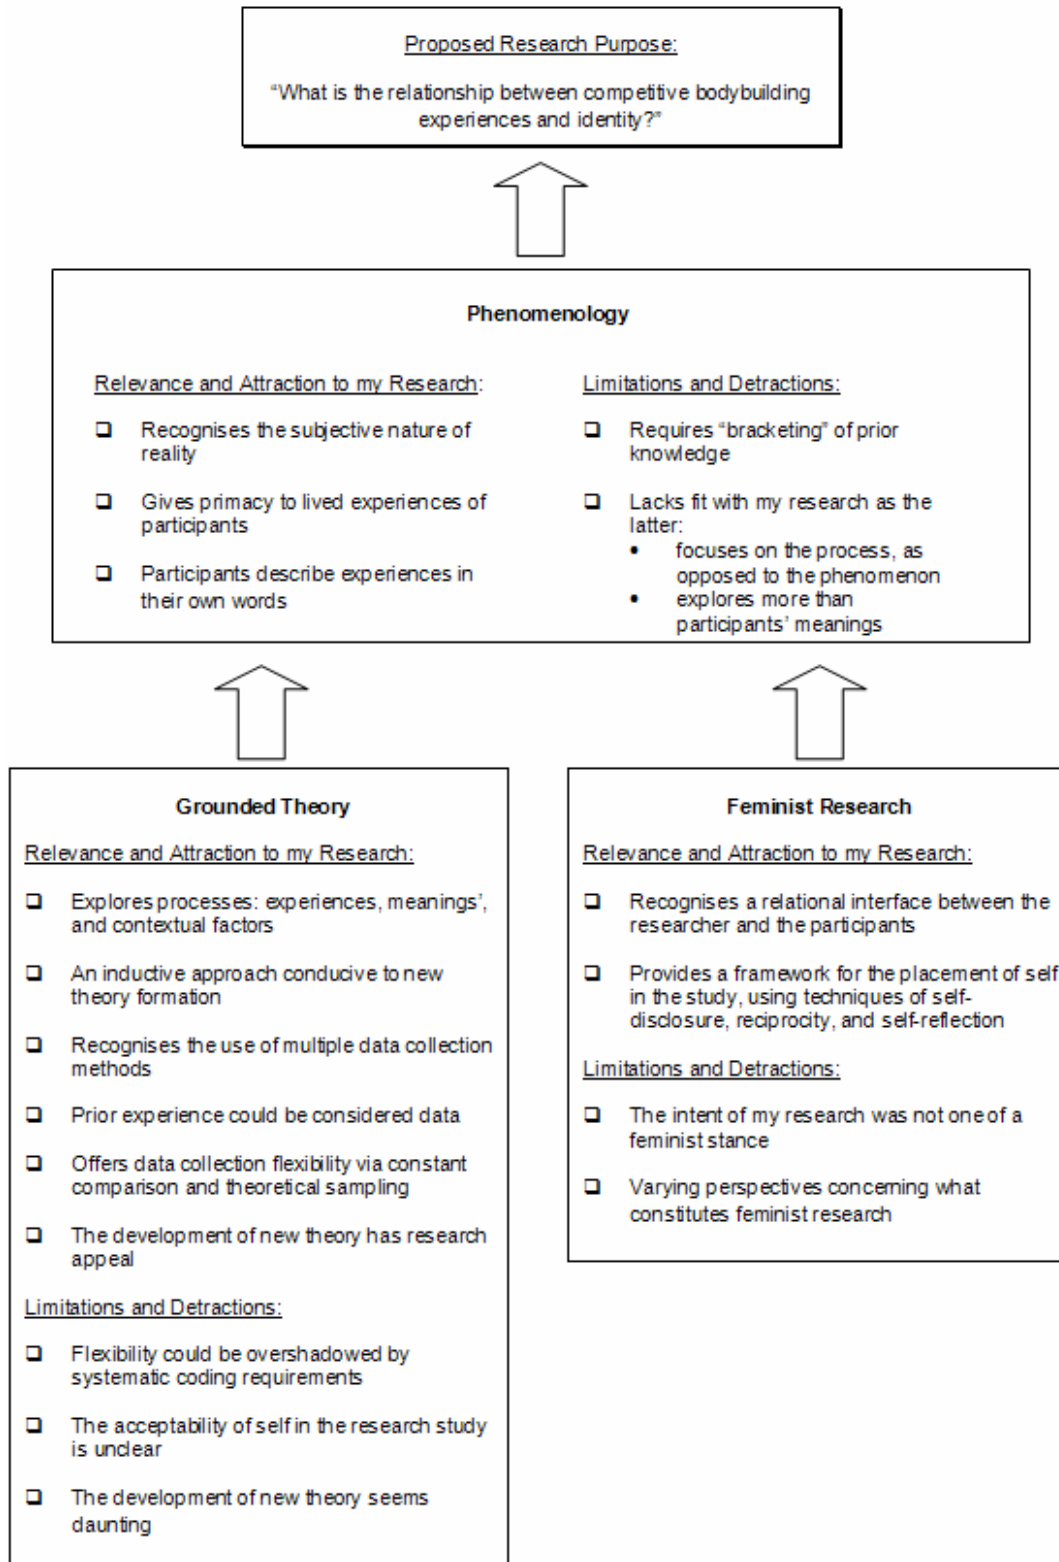 Proposed Research Purpose:
“What is the relationship between competitive bodybuilding
experiences and identity?”
Phenomenology
Relevance and Attraction to my Research:
Recognises the subjective nature of
reality
Gives primacy to lived experiences of
participants
Participants describe experiences in
their own words
Limitations and Detractions:
Requires “bracketing” of prior
knowledge
Lacks fit with my research as the
latter:
• focuses on the process, as
opposed to the phenomenon
• explores more than
participants’ meanings
Grounded Theory
Relevance and Attraction to my Research:
Explores processes: experiences, meanings’,
and contextual factors
An inductive approach conducive to new
theory formation
Recognises the use of multiple data collection
methods
Prior experience could be considered data
Offers data collection flexibility via constant
comparison and theoretical sampling
The development of new theory has research
appeal
Limitations and Detractions:
Flexibility could be overshadowed by
systematic coding requirements
The acceptability of self in the research study
is unclear
The development of new theory seems
daunting
Feminist Research
Relevance and Attraction to my Research:
Recognises a relational interface between the
researcher and the participants
Provides a framework for the placement of self
in the study, using techniques of self-
disclosure, reciprocity, and self-reflection
Limitations and Detractions:
The intent of my research was not one of a
feminist stance
Varying perspectives concerning what
constitutes feminist research